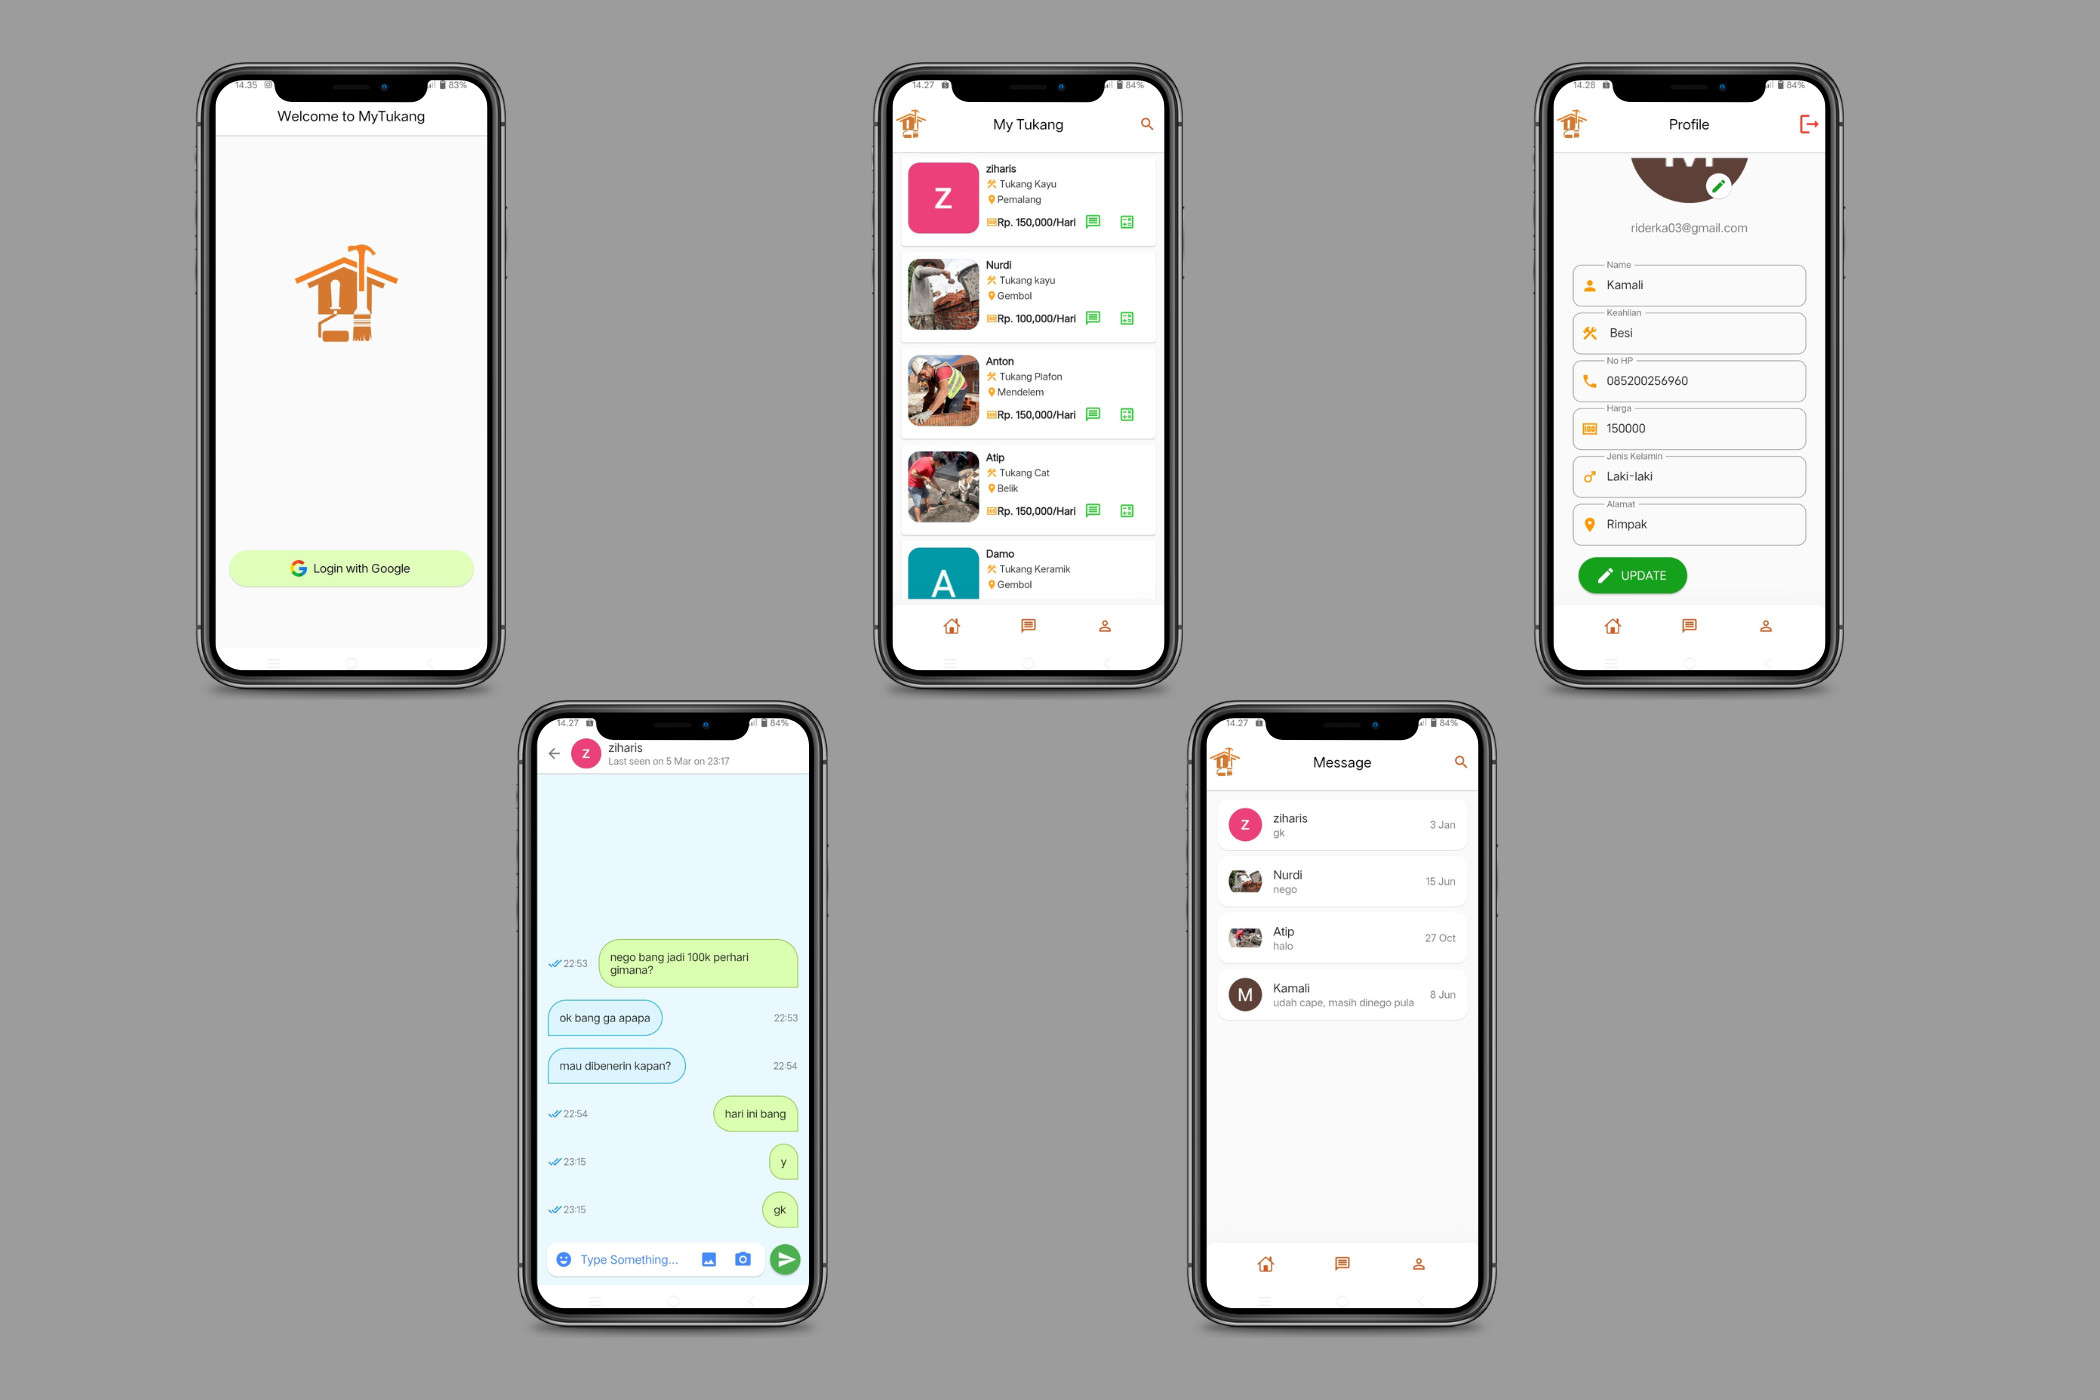 14.35
83%
Welcome to MyTukang
Login with Google
14.27
84%
My Tukang
Z
ziharis
Tukang Kayu
Pemalang
Rp. 150,000/Hari
Nurdi
Tukang kayu
Gembol
Rp. 100,000/Hari
Anton
Tukang Plafon
Mendelem
Rp. 150,000/Hari
Atip
Tukang Cat
Belik
Rp. 150,000/Hari
A
Damo
Tukang Keramik
Gembol
14.28
84%
Profile
M
riderka03@gmail.com
Name
Kamali
Keahlian
Besi
No HP
085200256960
Harga
100
150000
Jenis Kelamin
Laki-laki
Alamat
Rimpak
UPDATE
14.27
84%
Z
ziharis
Last seen on 5 Mar on 23:17
nego bang jadi 100k perhari
gimana?
22:53
ok bang ga apapa
22:53
mau dibenerin kapan?
22:54
22:54
hari ini bang
23:15
y
23:15
gk
Type Something...
14.27
84%
Message
Z
ziharis
gk
3 Jan
Nurdi
nego
15 Jun
Atip
halo
27 Oct
M
Kamali
udah cape, masih dinego pula
8 Jun